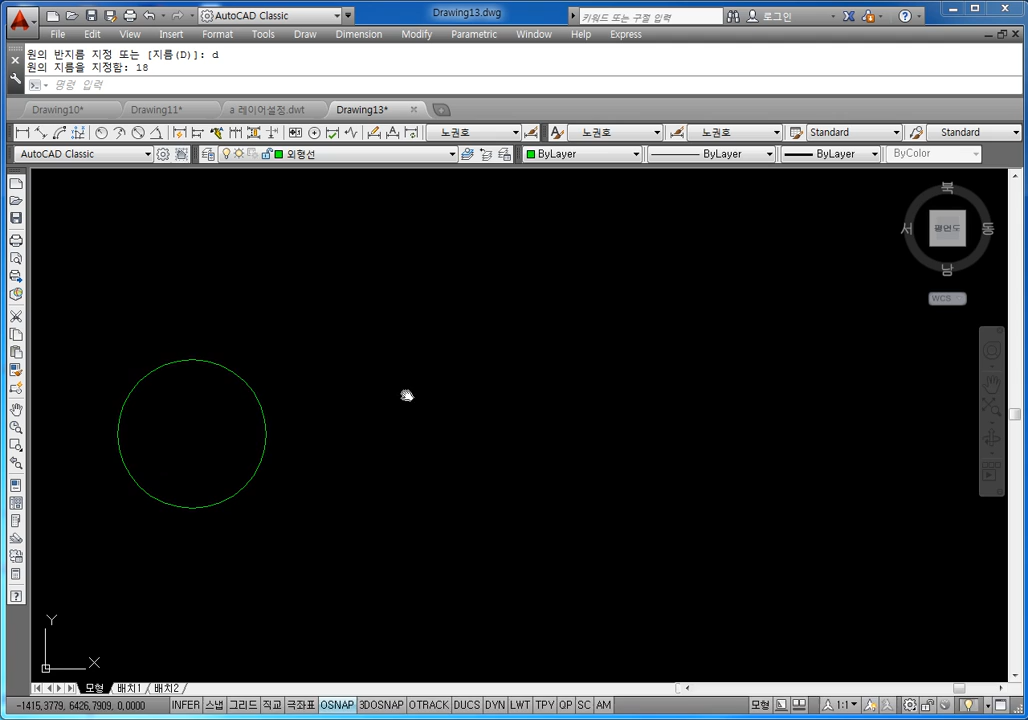 AutoCAD Classic
Drawing13.dwg
키워드 또는 구절 입력
로그인
File Edit View Insert Format Tools Draw Dimension Modify Parametric Window Help Express
원의 반지름 지정 또는 [지름(D)]: d
원의 지름을 지정함: 18
명령 입력
Drawing10* Drawing11* a 레이어설정.dwt Drawing13*
노권호 노권호 노권호 Standard Standard
AutoCAD Classic 외형선 ByLayer ByLayer ByLayer ByColor
북
서 평면도 동
남
WCS
Y
X
모형 배치1 배치2
-1415,3779, 6426,7909, 0,0000 INFER 스냅 그리드 직교 극좌표 OSNAP 3DOSNAP OTRACK DUCS DYN LWT TPY QP SC AM 모형 1:1